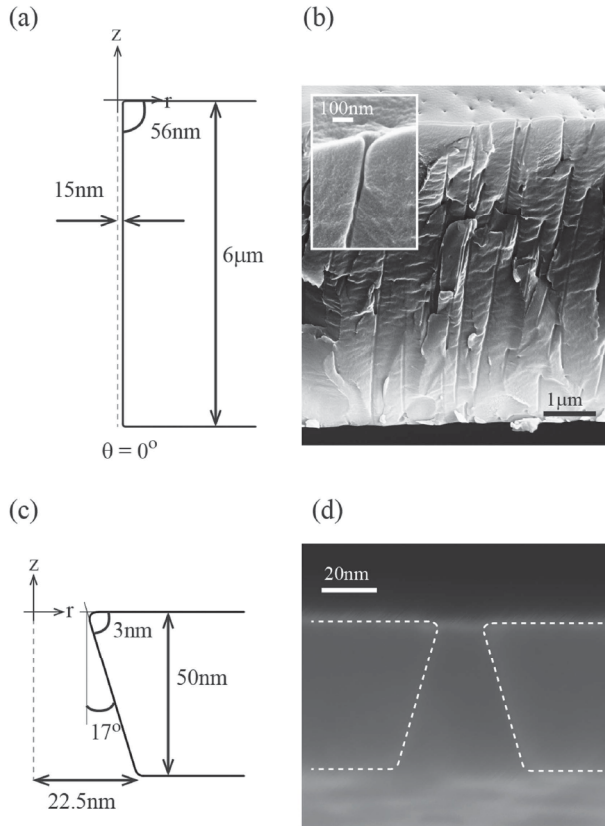 (a)
(b)
z
r
56nm
15nm
6μm
θ = 0°
100nm
1μm
(c)
(d)
z
r
3nm
50nm
17°
22.5nm
20nm